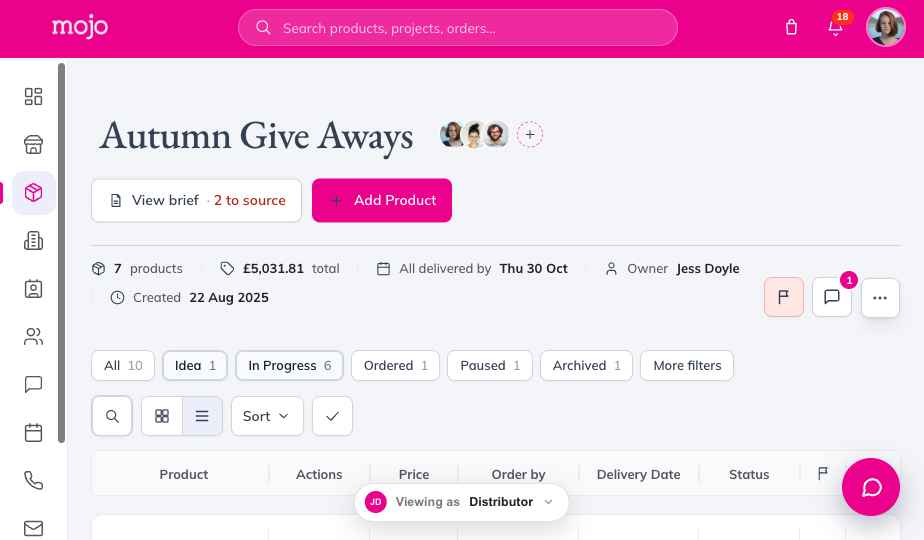 mojo
Search products, projects, orders...
18
Autumn Give Aways
View brief · 2 to source
Add Product
7 products
£5,031.81 total
All delivered by Thu 30 Oct
Owner Jess Doyle
Created 22 Aug 2025
1
All 10
Idea 1
In Progress 6
Ordered 1
Paused 1
Archived 1
More filters
Sort
Product Actions Price Order by Delivery Date Status
JD Viewing as Distributor